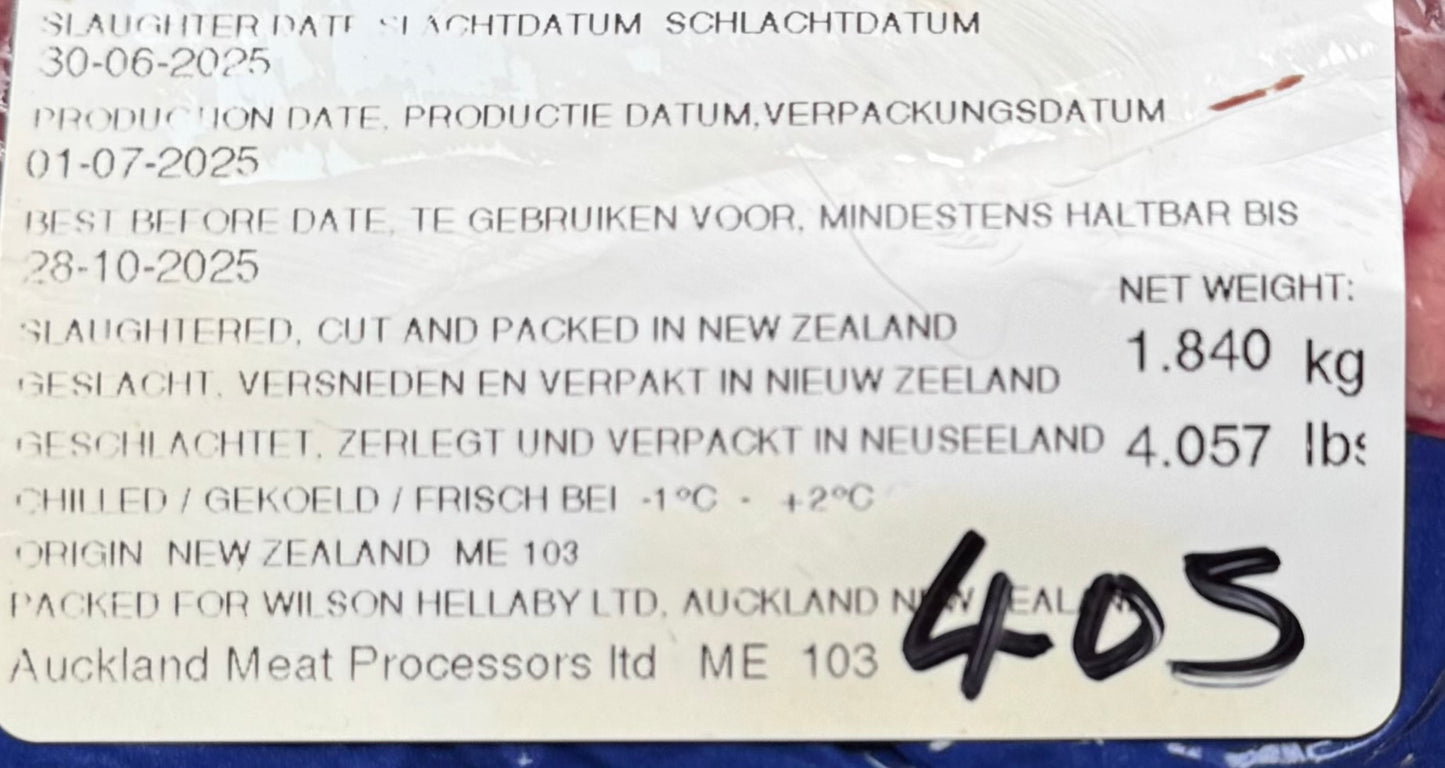 SLAUGHTER DATE SLACHTDATUM SCHLACHTDATUM
30-06-2025
PRODUCTION DATE, PRODUCTIE DATUM, VERPACKUNGSDATUM
01-07-2025
BEST BEFORE DATE, TE GEBRUIKEN VOOR, MINDESTENS HALTBAR BIS
28-10-2025
NET WEIGHT:
1.840 kg
4.057 lbs
SLAUGHTERED, CUT AND PACKED IN NEW ZEALAND
GESLACHT, VERSNEDEN EN VERPAKT IN NIEUW ZEELAND
GESCHLACHTET, ZERLEGT UND VERPACKT IN NEUSEELAND
CHILLED / GEKOELD / FRISCH BEI -1°C - +2°C
ORIGIN NEW ZEALAND ME 103
PACKED FOR WILSON HELLABY LTD, AUCKLAND NEW ZEALAND
Auckland Meat Processors ltd ME 103
405